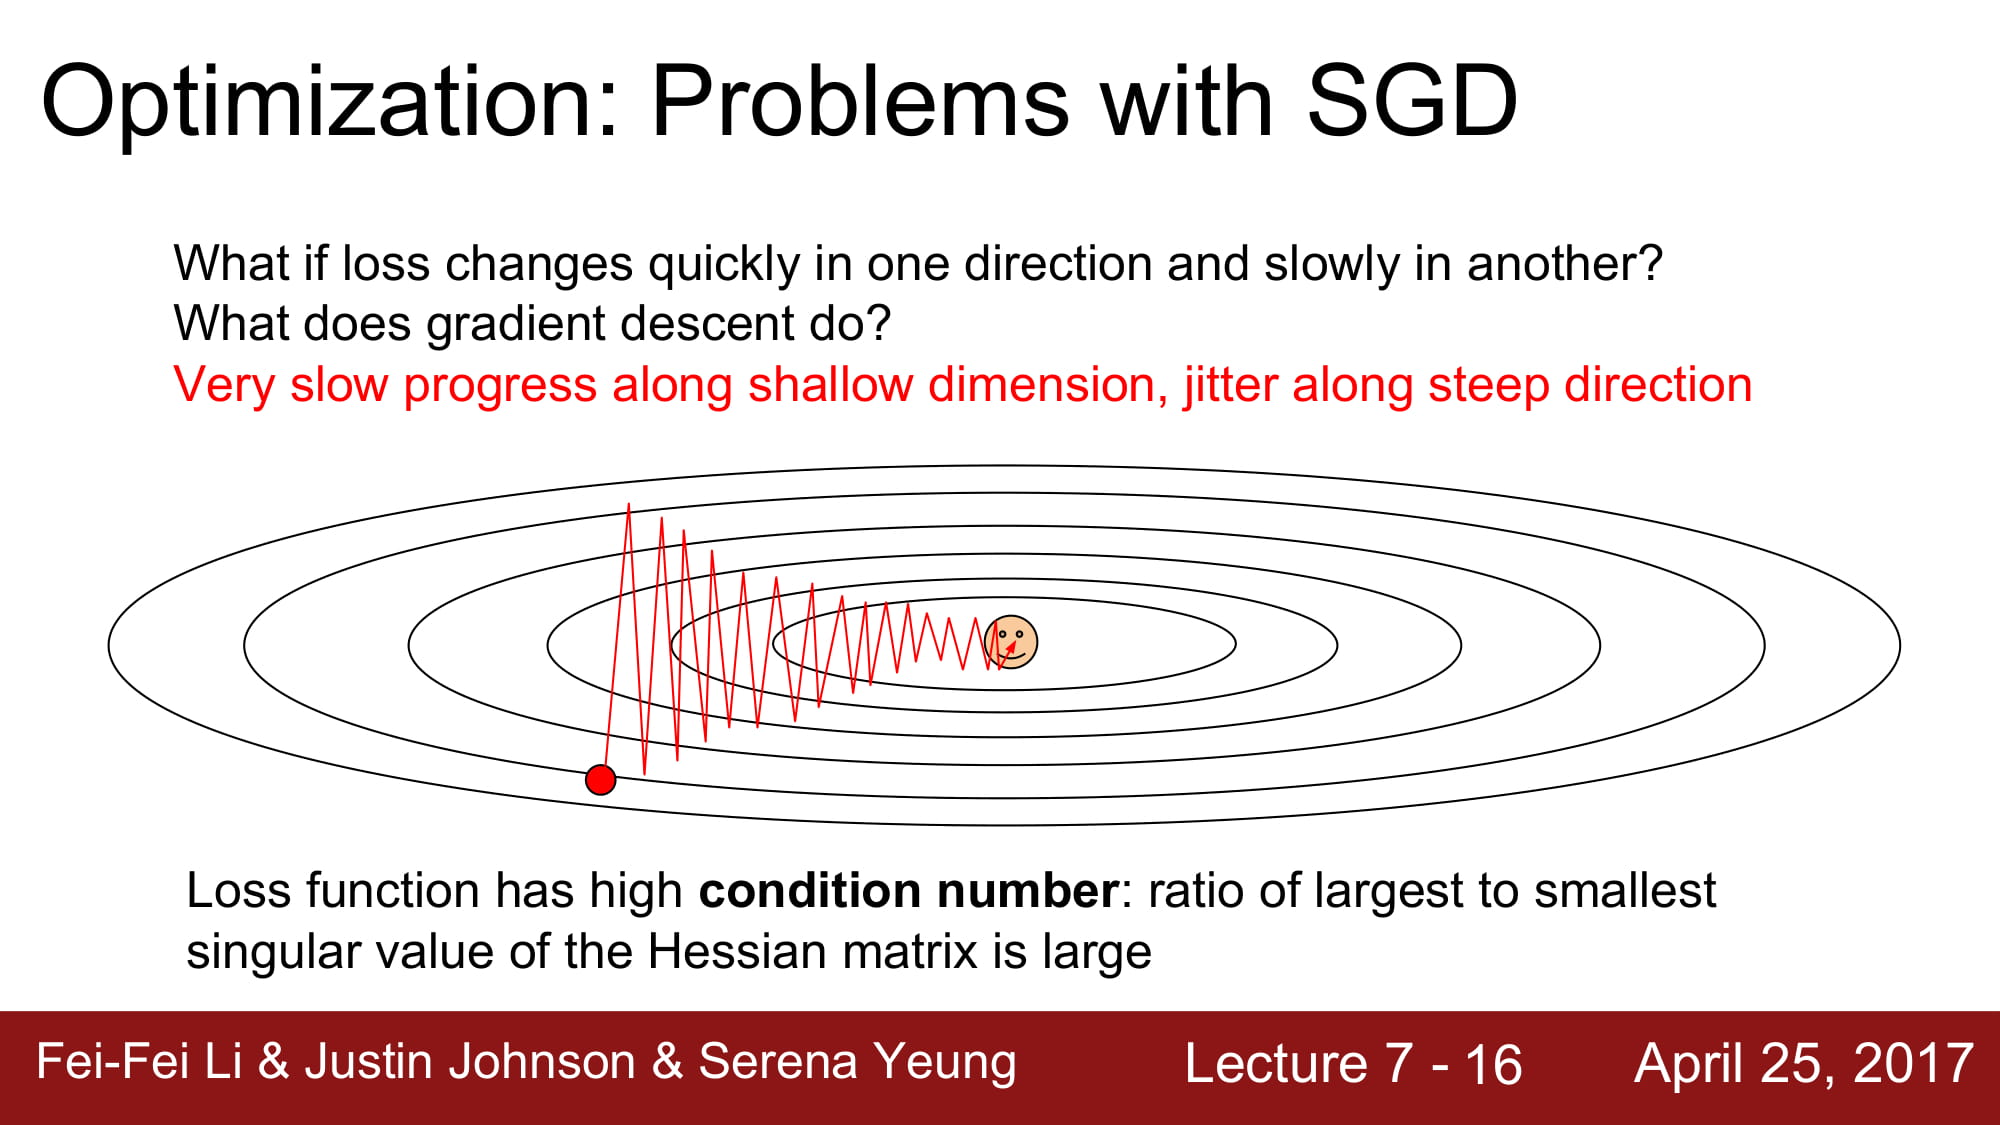 Optimization: Problems with SGD
What if loss changes quickly in one direction and slowly in another?
What does gradient descent do?
Very slow progress along shallow dimension, jitter along steep direction
Loss function has high condition number: ratio of largest to smallest
singular value of the Hessian matrix is large
Fei-Fei Li & Justin Johnson & Serena Yeung Lecture 7 - 16 April 25, 2017